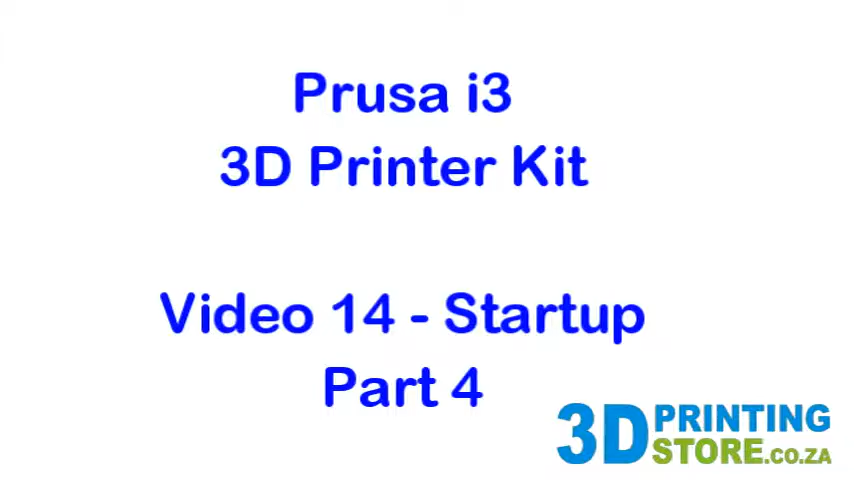 Prusa i3
3D Printer Kit
Video 14 - Startup
Part 4
3D PRINTING
STORE.CO.ZA